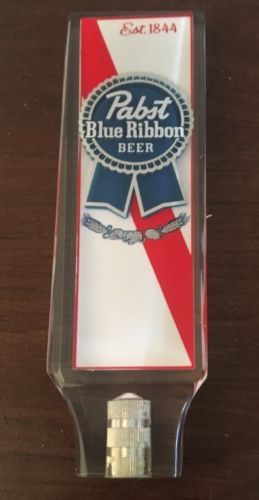 Est. 1844
Pabst
Blue Ribbon
BEER